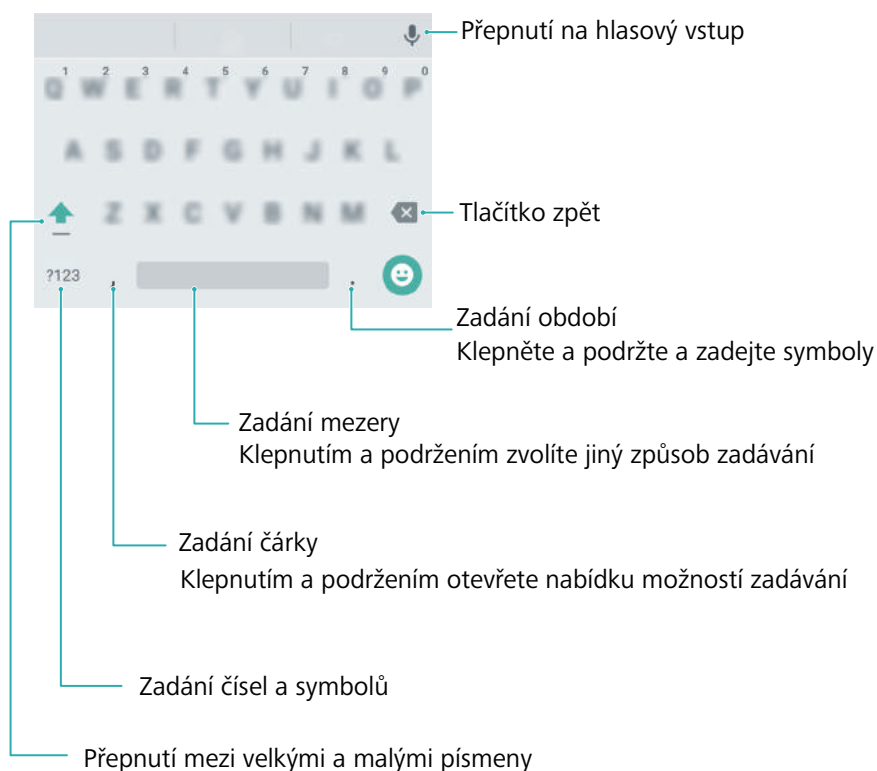 Přepnutí na hlasový vstup
1 2 3 4 5 6 7 8 9 0
Q W E R T Y U I O P
A S D F G H J K L
Z X C V B N M
Tlačítko zpět
?123 , .
Zadání období
Klepněte a podržte a zadejte symboly
Zadání mezery
Klepnutím a podržením zvolíte jiný způsob zadávání
Zadání čárky
Klepnutím a podržením otevřete nabídku možností zadávání
Zadání čísel a symbolů
Přepnutí mezi velkými a malými písmeny